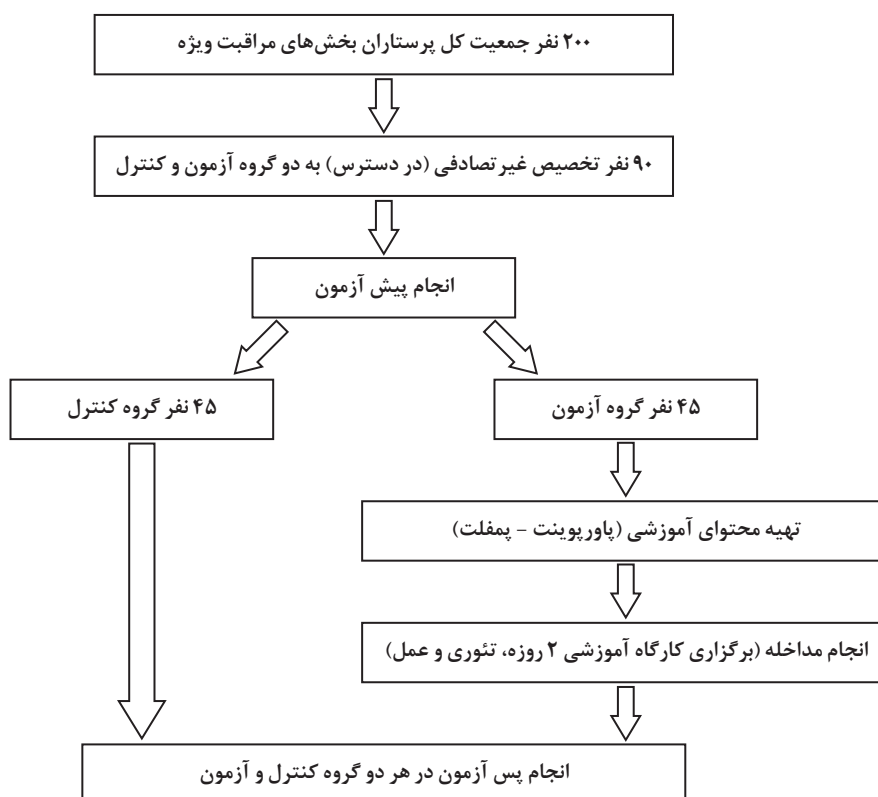 ۲۰۰ نفر جمعیت کل پرستاران بخش‌های مراقبت ویژه
۹۰ نفر تخصیص غیرتصادفی (در دسترس) به دو گروه آزمون و کنترل
انجام پیش آزمون
۴۵ نفر گروه آزمون
۴۵ نفر گروه کنترل
تهیه محتوای آموزشی (پاورپوینت - پمفلت)
انجام مداخله (برگزاری کارگاه آموزشی ۲ روزه، تئوری و عمل)
انجام پس آزمون در هر دو گروه کنترل و آزمون